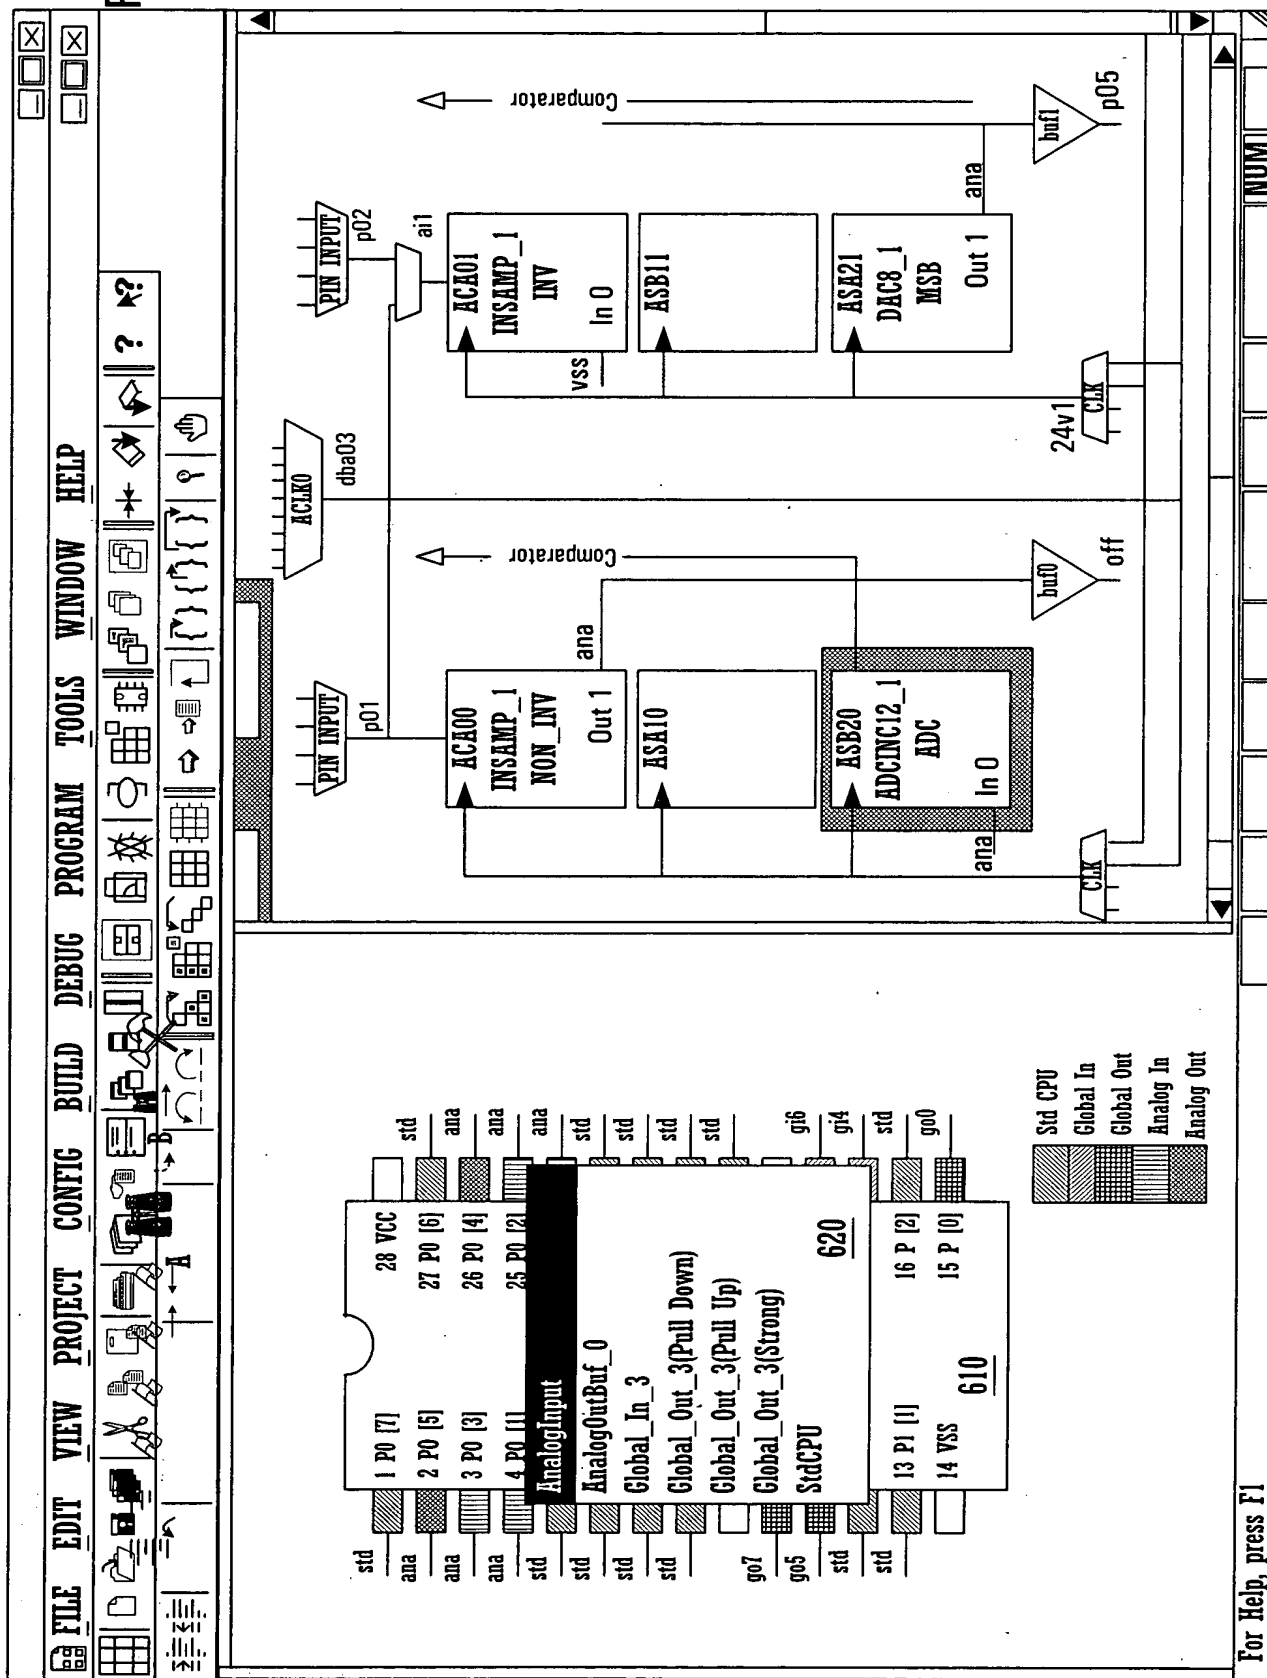 FILE EDIT VIEW PROJECT CONFIG BUILD DEBUG PROGRAM TOOLS WINDOW HELP
B
? ?
A
std
ana
ana
ana
std
std
std
std
go7
go5
std
std
1 P0 [7]
2 P0 [5]
3 P0 [3]
4 P0 [1]
13 P1 [1]
14 VSS
28 VCC
27 P0 [6]
26 P0 [4]
25 P0 [2]
16 P [2]
15 P [0]
std
ana
ana
ana
std
std
std
std
gi6
gi4
std
go0
AnalogInput
AnalogOutBuf_0
Global_In_3
Global_Out_3(Pull Down)
Global_Out_3(Pull Up)
Global_Out_3(Strong)
StdCPU
620
610
Std CPU
Global In
Global Out
Analog In
Analog Out
PIN INPUT
p01
ACLK0
dba03
PIN INPUT
p02
ai1
ACA00
INSAMP_1
NON_INV
Out 1
ana
ASA10
ASB20
ADCINC12_1
ADC
In 0
ana
Comparator
buf0
off
CLK
ACA01
INSAMP_1
INV
In 0
vss
ASB11
ASA21
DAC8_1
MSB
Out 1
ana
Comparator
buf1
p05
24v1
CLK
For Help, press F1
NUM